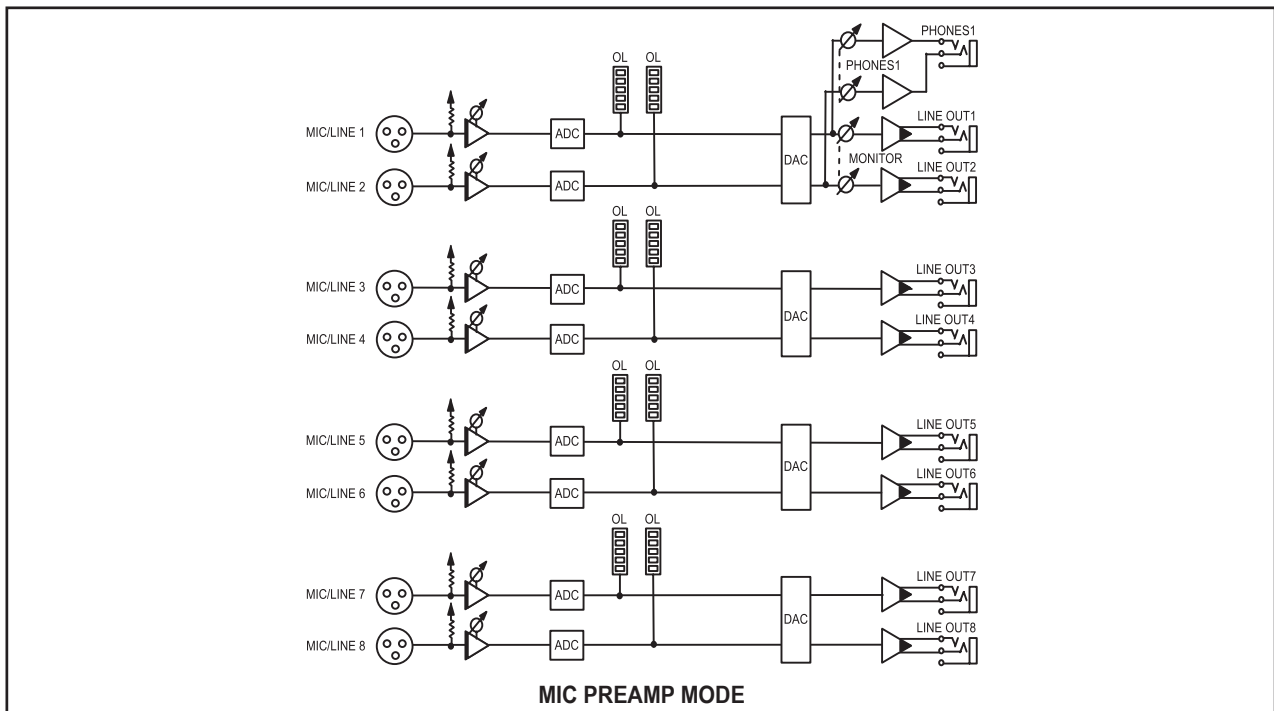 PHONES1
OL OL
PHONES1
MIC/LINE 1 ADC LINE OUT1
DAC
MONITOR
MIC/LINE 2 ADC LINE OUT2
OL OL
MIC/LINE 3 ADC LINE OUT3
DAC
MIC/LINE 4 ADC LINE OUT4
OL OL
MIC/LINE 5 ADC LINE OUT5
DAC
MIC/LINE 6 ADC LINE OUT6
OL OL
MIC/LINE 7 ADC LINE OUT7
DAC
MIC/LINE 8 ADC LINE OUT8
MIC PREAMP MODE